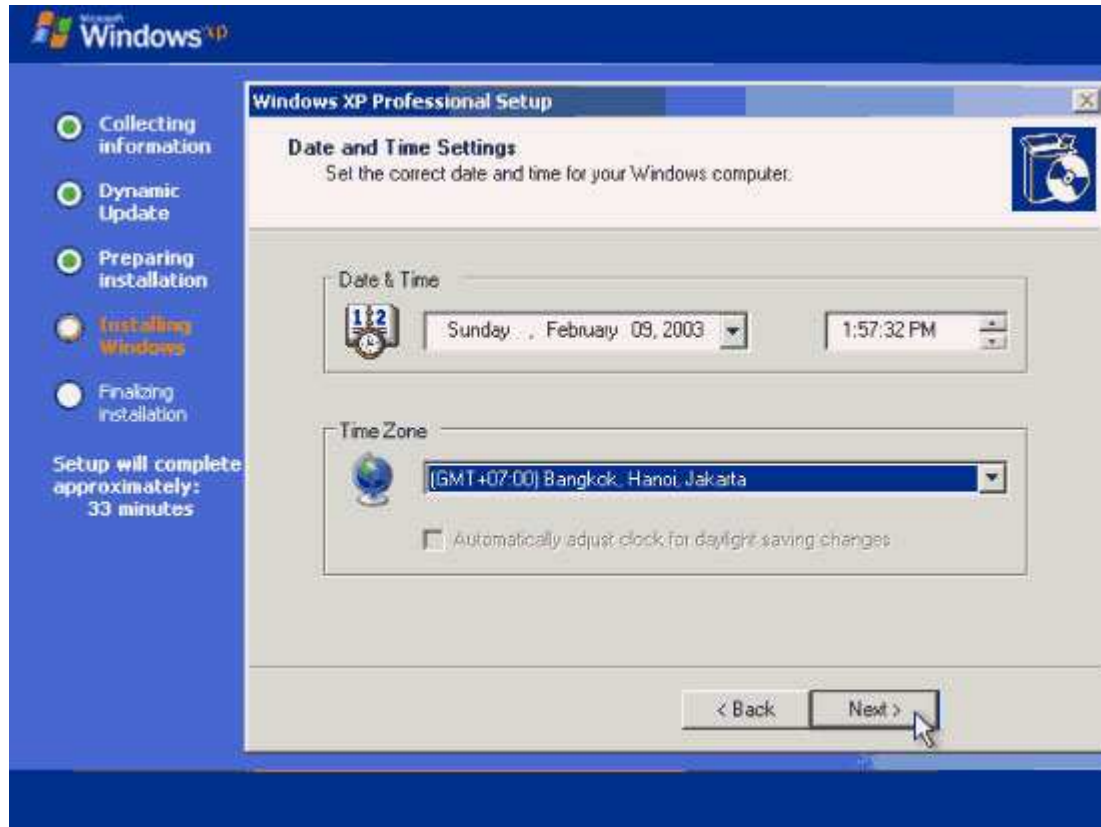 Microsoft
Windows xp
Collecting
information
Dynamic
Update
Preparing
installation
Installing
Windows
Finalizing
installation
Setup will complete
approximately:
33 minutes
Windows XP Professional Setup
Date and Time Settings
Set the correct date and time for your Windows computer.
Date & Time
1 2
Sunday , February 09, 2003
1:57:32 PM
Time Zone
(GMT+07:00) Bangkok, Hanoi, Jakarta
Automatically adjust clock for daylight saving changes
< Back
Next >